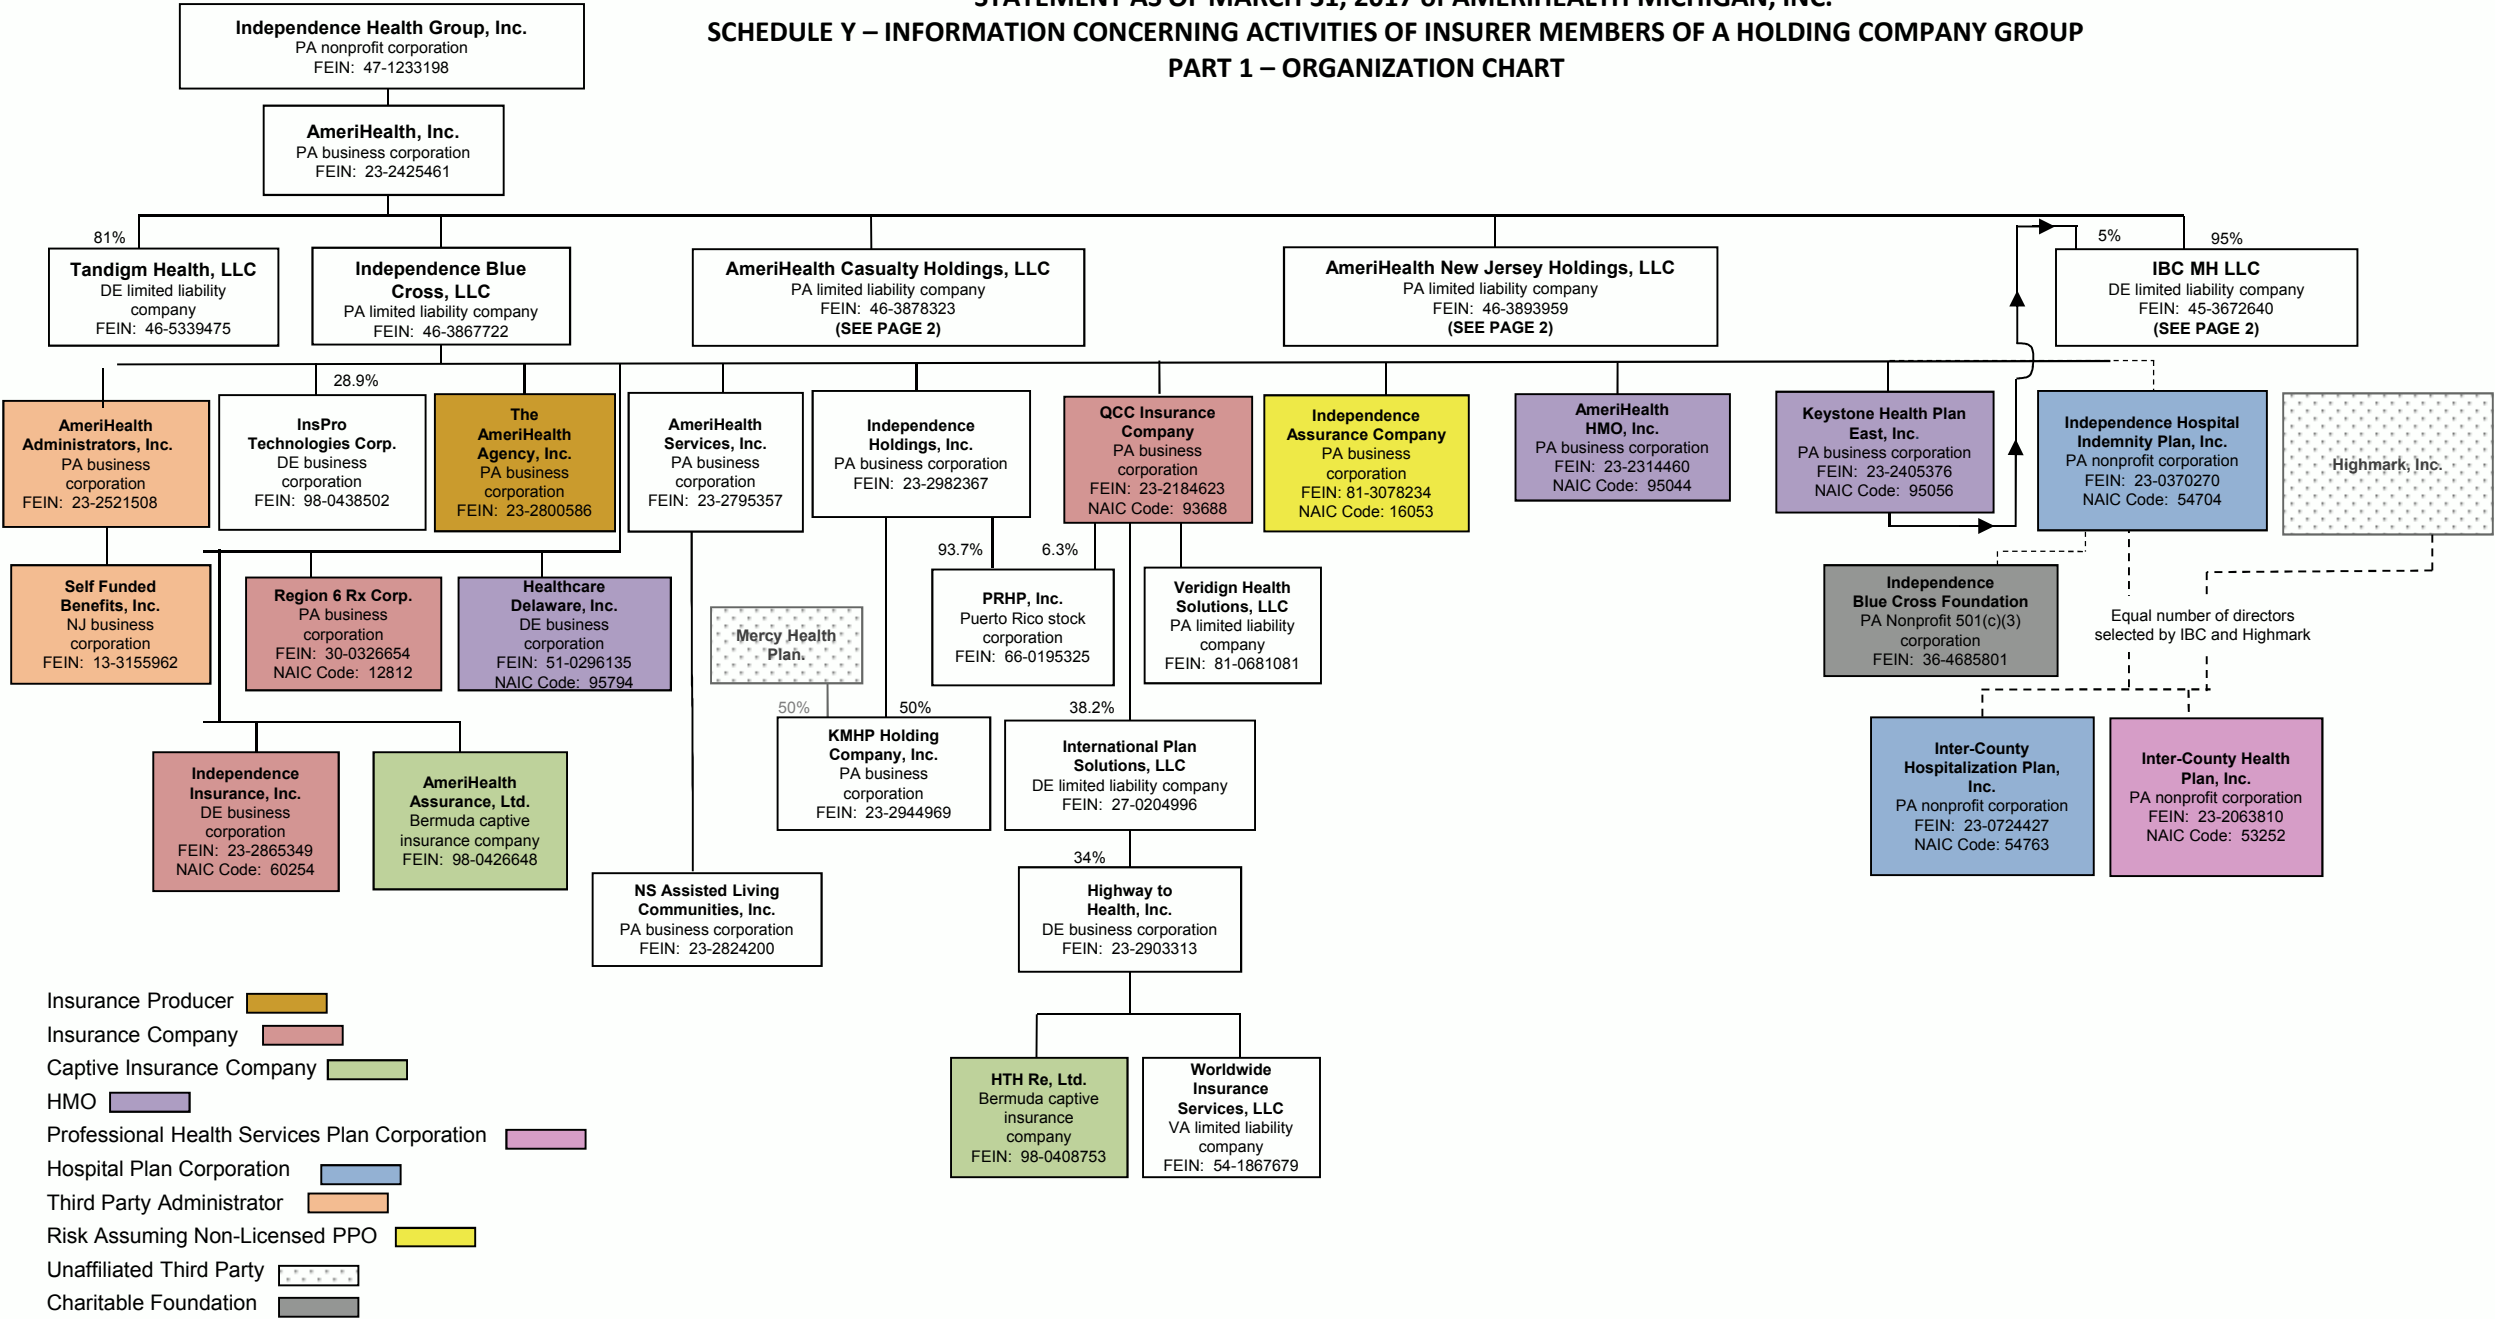 STATEMENT AS OF MARCH 31, 2017 of AMERIHEALTH MICHIGAN, INC.
SCHEDULE Y – INFORMATION CONCERNING ACTIVITIES OF INSURER MEMBERS OF A HOLDING COMPANY GROUP
PART 1 – ORGANIZATION CHART
Independence Health Group, Inc.
PA nonprofit corporation
FEIN: 47-1233198
AmeriHealth, Inc.
PA business corporation
FEIN: 23-2425461
81%
Tandigm Health, LLC
DE limited liability
company
FEIN: 46-5339475
Independence Blue
Cross, LLC
PA limited liability company
FEIN: 46-3867722
AmeriHealth Casualty Holdings, LLC
PA limited liability company
FEIN: 46-3878323
(SEE PAGE 2)
AmeriHealth New Jersey Holdings, LLC
PA limited liability company
FEIN: 46-3893959
(SEE PAGE 2)
5%
95%
IBC MH LLC
DE limited liability company
FEIN: 45-3672640
(SEE PAGE 2)
AmeriHealth
Administrators, Inc.
PA business
corporation
FEIN: 23-2521508
28.9%
InsPro
Technologies Corp.
DE business
corporation
FEIN: 98-0438502
The
AmeriHealth
Agency, Inc.
PA business
corporation
FEIN: 23-2800586
AmeriHealth
Services, Inc.
PA business
corporation
FEIN: 23-2795357
Independence
Holdings, Inc.
PA business corporation
FEIN: 23-2982367
QCC Insurance
Company
PA business
corporation
FEIN: 23-2184623
NAIC Code: 93688
Independence
Assurance Company
PA business
corporation
FEIN: 81-3078234
NAIC Code: 16053
AmeriHealth
HMO, Inc.
PA business corporation
FEIN: 23-2314460
NAIC Code: 95044
Keystone Health Plan
East, Inc.
PA business corporation
FEIN: 23-2405376
NAIC Code: 95056
Independence Hospital
Indemnity Plan, Inc.
PA nonprofit corporation
FEIN: 23-0370270
NAIC Code: 54704
Highmark, Inc.
Self Funded
Benefits, Inc.
NJ business
corporation
FEIN: 13-3155962
Region 6 Rx Corp.
PA business
corporation
FEIN: 30-0326654
NAIC Code: 12812
Healthcare
Delaware, Inc.
DE business
corporation
FEIN: 51-0296135
NAIC Code: 95794
Mercy Health
Plan.
93.7%
6.3%
PRHP, Inc.
Puerto Rico stock
corporation
FEIN: 66-0195325
Veridign Health
Solutions, LLC
PA limited liability
company
FEIN: 81-0681081
Independence
Blue Cross Foundation
PA Nonprofit 501(c)(3)
corporation
FEIN: 36-4685801
Equal number of directors
selected by IBC and Highmark
Independence
Insurance, Inc.
DE business
corporation
FEIN: 23-2865349
NAIC Code: 60254
AmeriHealth
Assurance, Ltd.
Bermuda captive
insurance company
FEIN: 98-0426648
50%
50%
KMHP Holding
Company, Inc.
PA business
corporation
FEIN: 23-2944969
38.2%
International Plan
Solutions, LLC
DE limited liability company
FEIN: 27-0204996
Inter-County
Hospitalization Plan,
Inc.
PA nonprofit corporation
FEIN: 23-0724427
NAIC Code: 54763
Inter-County Health
Plan, Inc.
PA nonprofit corporation
FEIN: 23-2063810
NAIC Code: 53252
NS Assisted Living
Communities, Inc.
PA business corporation
FEIN: 23-2824200
34%
Highway to
Health, Inc.
DE business corporation
FEIN: 23-2903313
HTH Re, Ltd.
Bermuda captive
insurance
company
FEIN: 98-0408753
Worldwide
Insurance
Services, LLC
VA limited liability
company
FEIN: 54-1867679
Insurance Producer
Insurance Company
Captive Insurance Company
HMO
Professional Health Services Plan Corporation
Hospital Plan Corporation
Third Party Administrator
Risk Assuming Non-Licensed PPO
Unaffiliated Third Party
Charitable Foundation